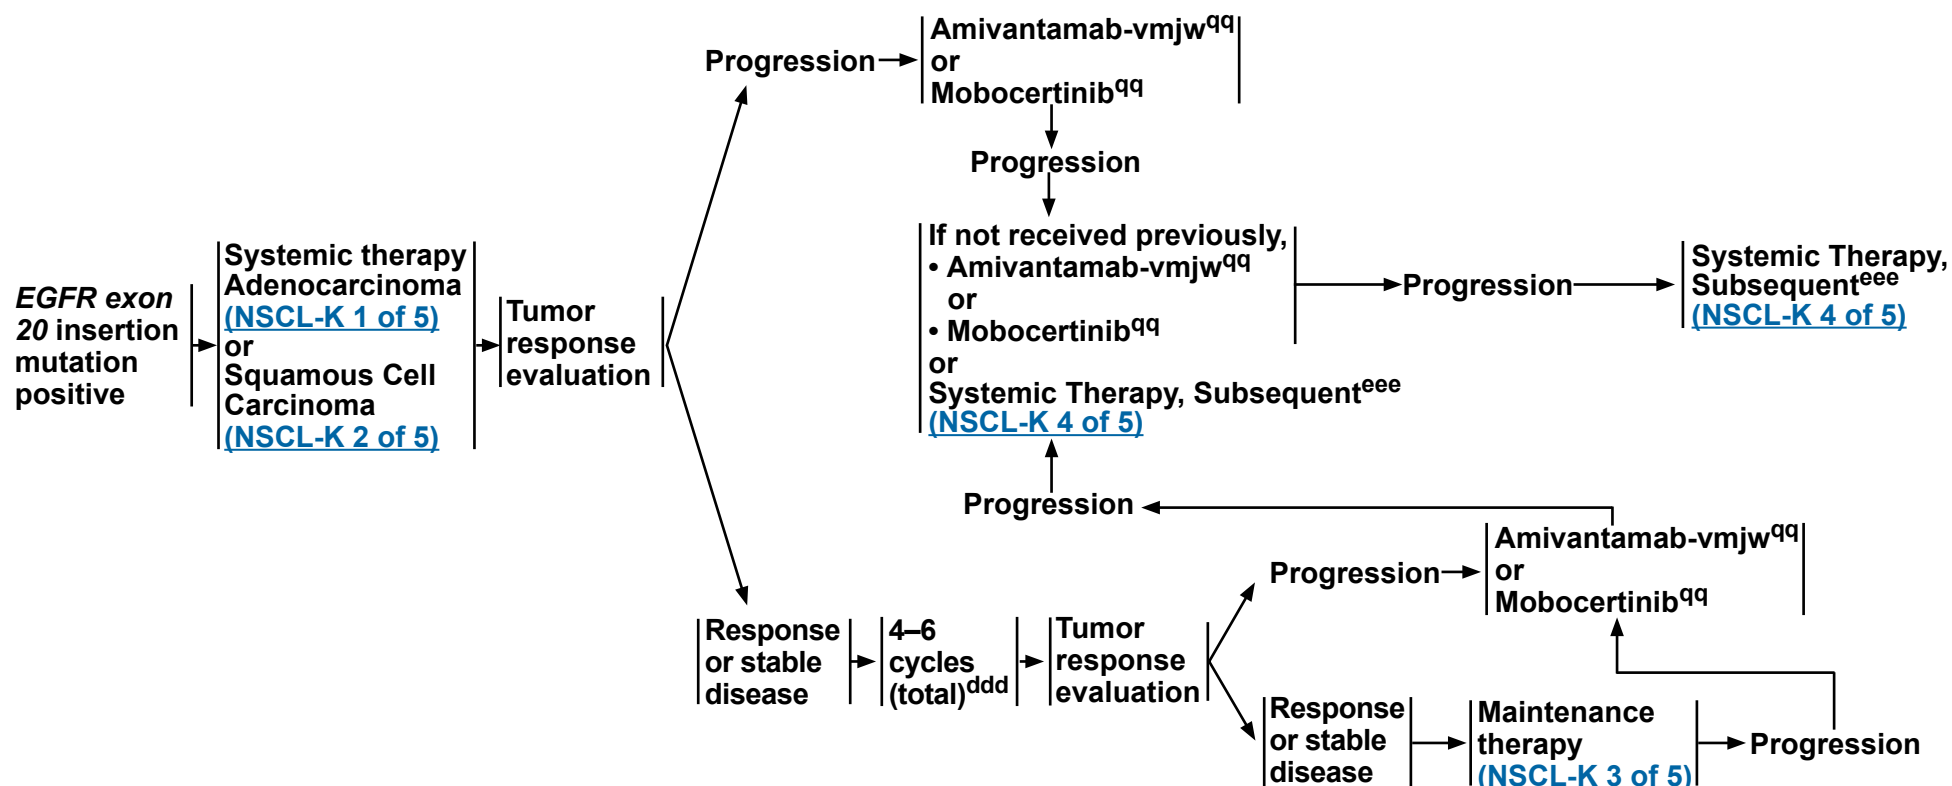 EGFR exon
20 insertion
mutation
positive
Systemic therapy
Adenocarcinoma
(NSCL-K 1 of 5)
or
Squamous Cell
Carcinoma
(NSCL-K 2 of 5)
Tumor
response
evaluation
Progression
Amivantamab-vmjwqq
or
Mobocertinibqq
Progression
If not received previously,
• Amivantamab-vmjwqq
or
• Mobocertinibqq
or
Systemic Therapy, Subsequenteee
(NSCL-K 4 of 5)
Progression
Systemic Therapy,
Subsequenteee
(NSCL-K 4 of 5)
Progression
Response
or stable
disease
4–6
cycles
(total)ddd
Tumor
response
evaluation
Progression
Amivantamab-vmjwqq
or
Mobocertinibqq
Response
or stable
disease
Maintenance
therapy
(NSCL-K 3 of 5)
Progression